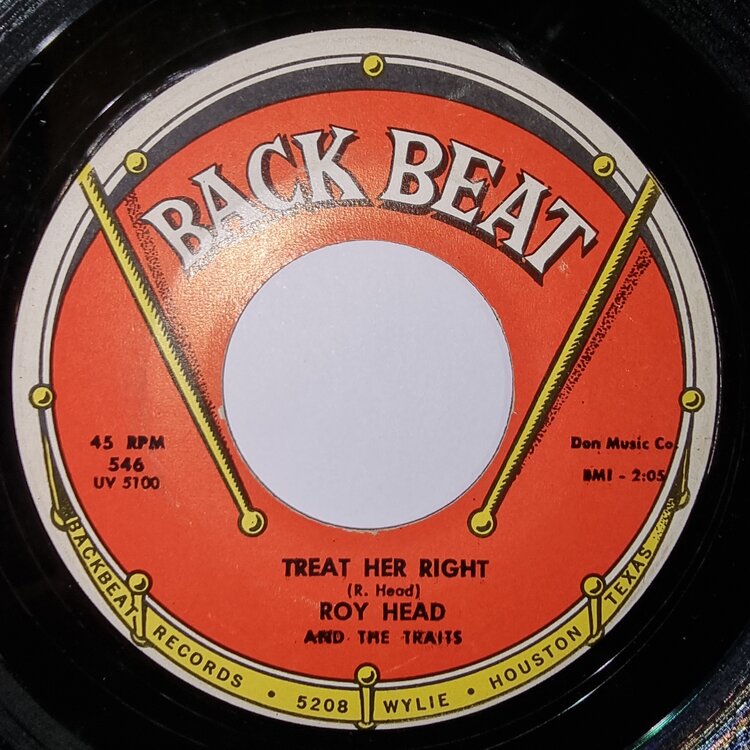 BACK BEAT
45 RPM
546
UV 5100
Don Music Co.
BMI - 2:05
TREAT HER RIGHT
(R. Head)
ROY HEAD
AND THE TRAITS
BACKBEAT RECORDS • 5208 WYLIE • HOUSTON TEXAS